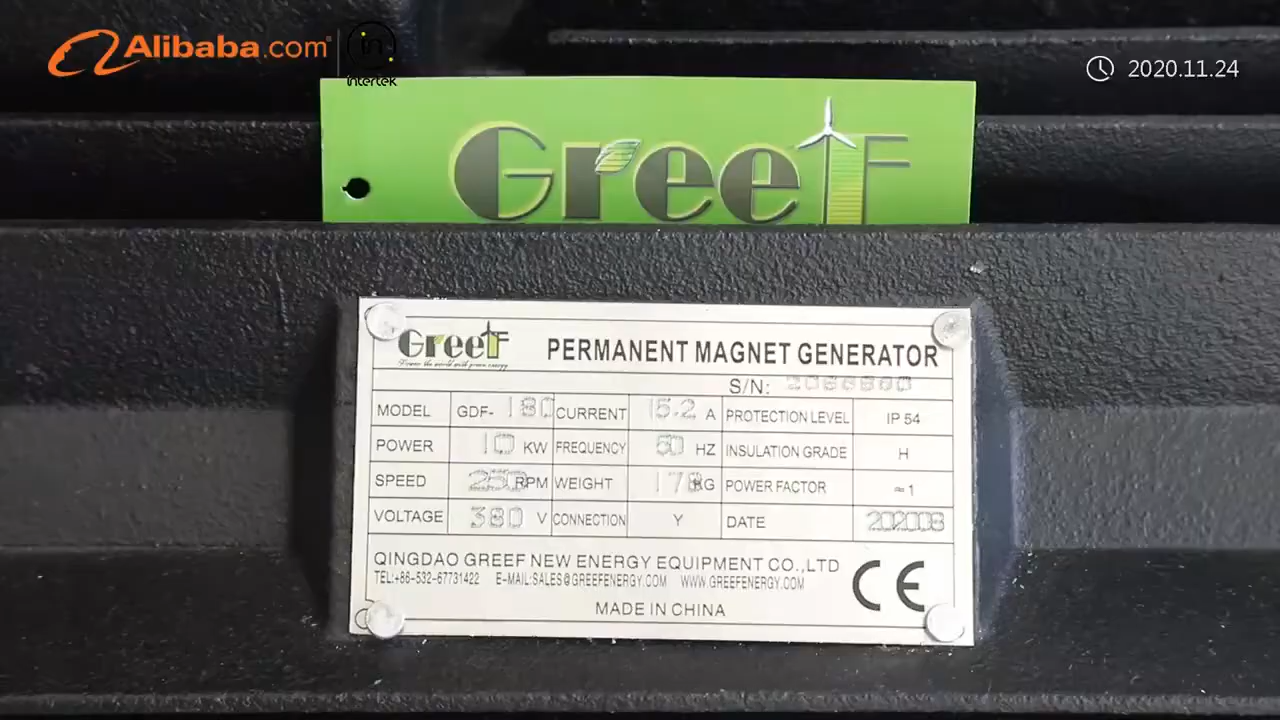 Alibaba.com
in
intertek
2020.11.24
GreeF
GreeF
Power the world with green energy
PERMANENT MAGNET GENERATOR
S/N:
MODEL GDF-180 CURRENT 15.2 A PROTECTION LEVEL IP 54
POWER 10 KW FREQUENCY HZ INSULATION GRADE H
SPEED 250 RPM WEIGHT 178 KG POWER FACTOR ≈1
VOLTAGE 380 V CONNECTION Y DATE 202008
QINGDAO GREEF NEW ENERGY EQUIPMENT CO.,LTD
TEL:+86-532-67731422 E-MAIL:SALES@GREEFENERGY.COM WWW.GREEFENERGY.COM
CE
MADE IN CHINA